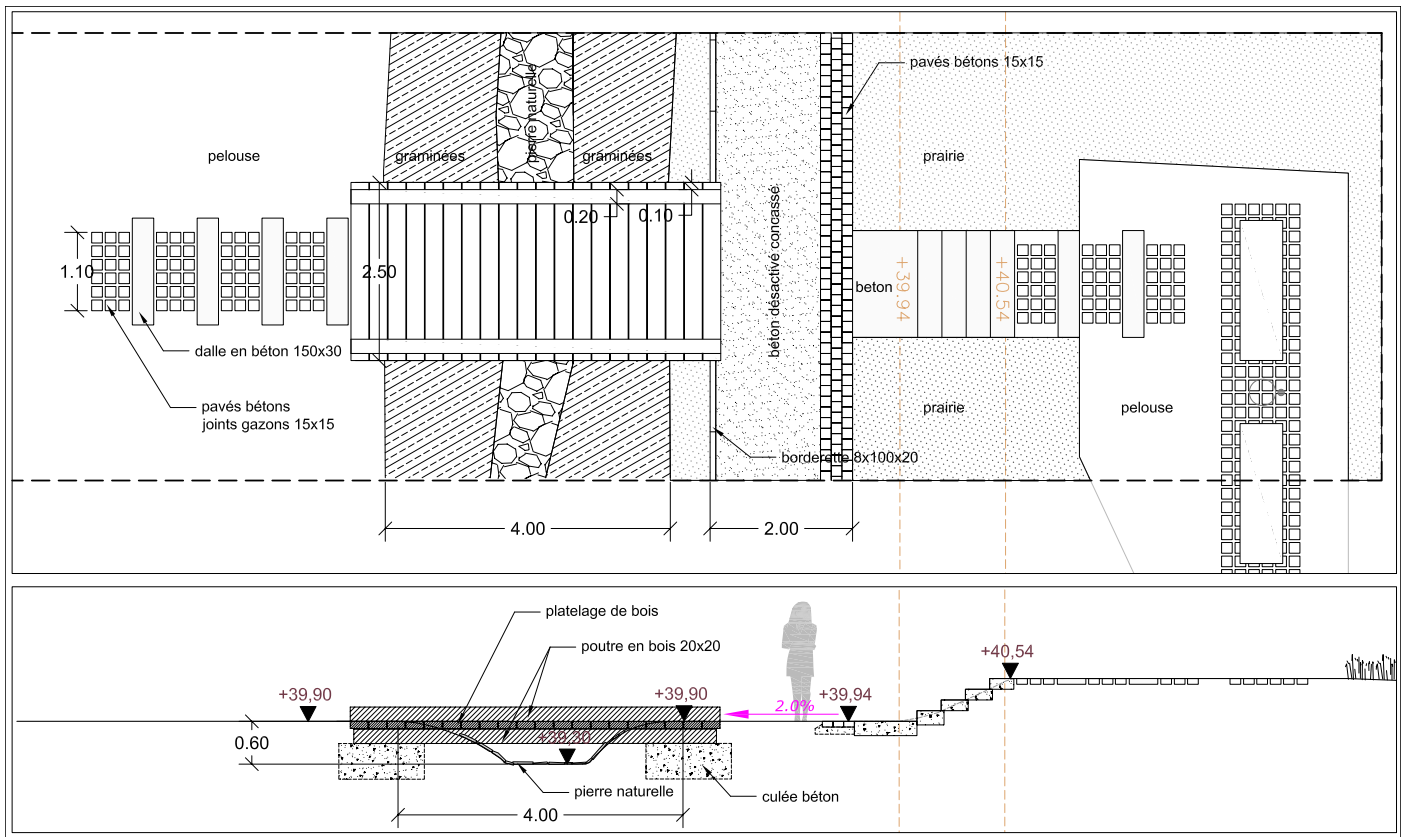 pavés bétons 15x15
pelouse
graminées
pierre naturelle
graminées
prairie
0.20
0.10
1.10
2.50
béton désactivé concassé
beton
+39.94
+40.54
dalle en béton 150x30
pavés bétons
joints gazons 15x15
prairie
pelouse
borderette 8x100x20
4.00
2.00
platelage de bois
poutre en bois 20x20
+40,54
+39,90
+39,90
+39,94
2.0%
0.60
+39,30
pierre naturelle
culée béton
4.00